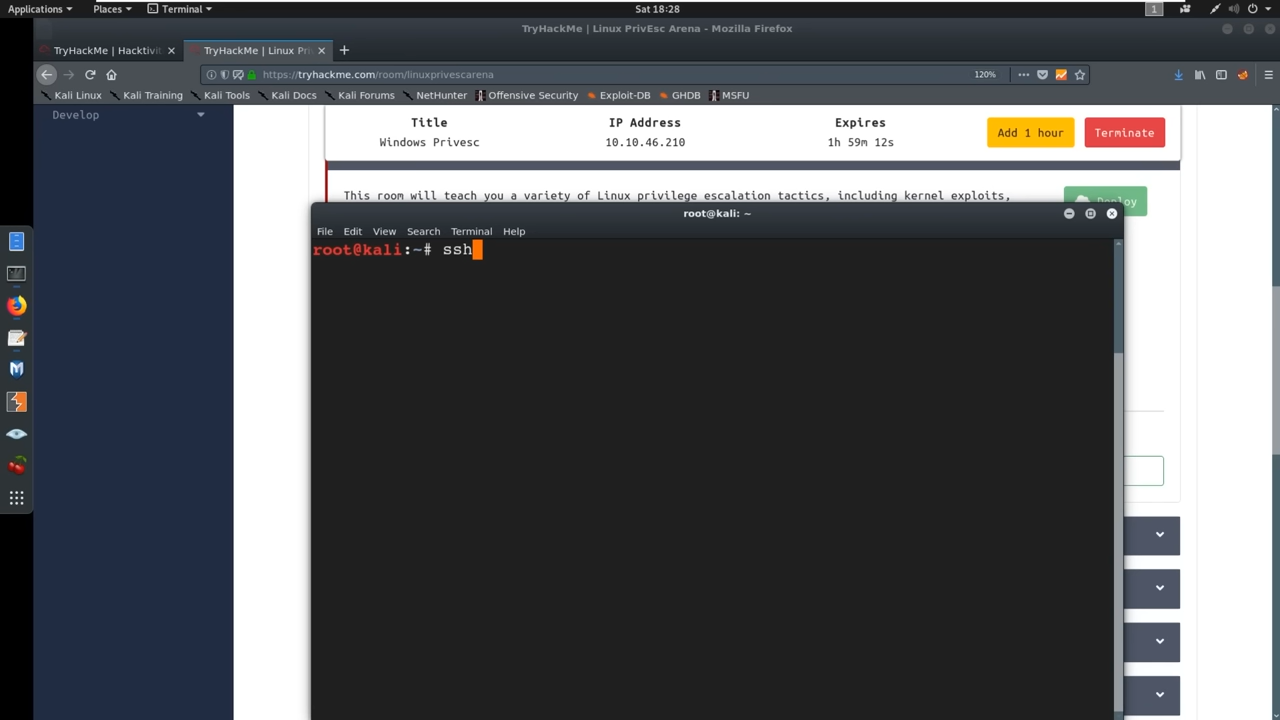 Applications Places Terminal Sat 18:28 1
TryHackMe | Linux PrivEsc Arena - Mozilla Firefox
TryHackMe | Hacktivit TryHackMe | Linux Pri
https://tryhackme.com/room/linuxprivescarena 120%
Kali Linux Kali Training Kali Tools Kali Docs Kali Forums NetHunter Offensive Security Exploit-DB GHDB MSFU
Develop
Title IP Address Expires
Windows Privesc 10.10.46.210 1h 59m 12s Add 1 hour Terminate
This room will teach you a variety of Linux privilege escalation tactics, including kernel exploits,
Deploy
root@kali: ~
File Edit View Search Terminal Help
root@kali:~# ssh